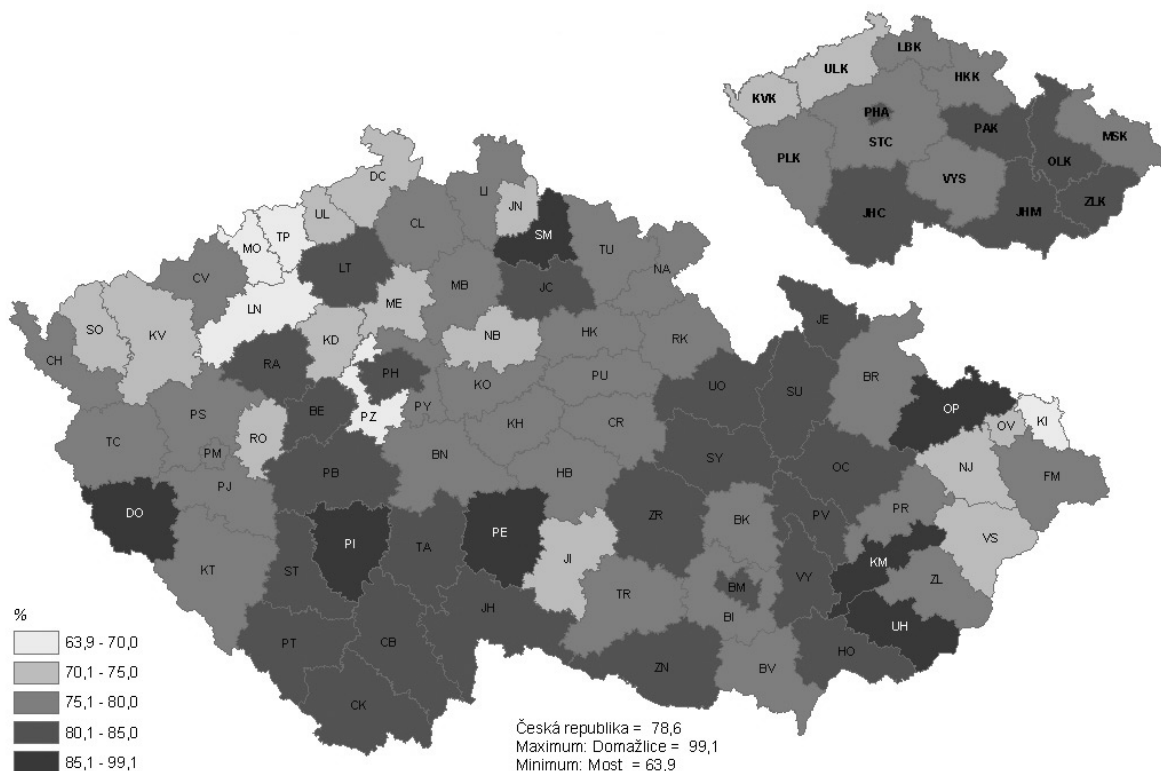 LBK
ULK
HKK
KVK
PHA
PAK
MSK
STC
PLK
OLK
VYS
ZLK
JHC
JHM
DC
LI
JN
UL
CL
SM
TP
MO
TU
LT
NA
CV
MB
JC
ME
LN
SO
KV
JE
NB
HK
KD
RK
CH
RA
PH
BR
PU
KO
UO
SU
BE
PY
OP
PS
PZ
KI
KH
CR
OV
RO
TC
PM
BN
SY
OC
NJ
PB
HB
FM
PJ
DO
ZR
PV
PR
BK
PE
PI
VS
TA
JI
KM
KT
ST
ZL
BM
VY
TR
JH
BI
UH
PT
CB
HO
ZN
BV
CK
%
63,9 - 70,0
70,1 - 75,0
75,1 - 80,0
80,1 - 85,0
85,1 - 99,1
Česká republika = 78,6
Maximum: Domažlice = 99,1
Minimum: Most = 63,9